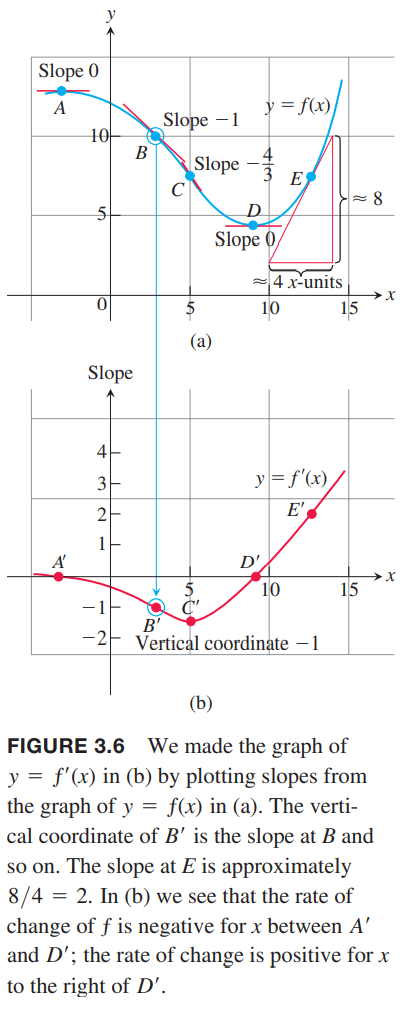 y
Slope 0
A
Slope −1
y = f(x)
10
B
Slope −4/3
C
E
≈ 8
5
D
Slope 0
≈ 4 x-units
x
0
5
10
15
(a)
Slope
4
3
y = f′(x)
2
E′
1
A′
D′
x
5
10
15
−1
C′
B′
−2
Vertical coordinate −1
(b)
FIGURE 3.6 We made the graph of
y = f′(x) in (b) by plotting slopes from
the graph of y = f(x) in (a). The verti-
cal coordinate of B′ is the slope at B and
so on. The slope at E is approximately
8/4 = 2. In (b) we see that the rate of
change of f is negative for x between A′
and D′; the rate of change is positive for x
to the right of D′.